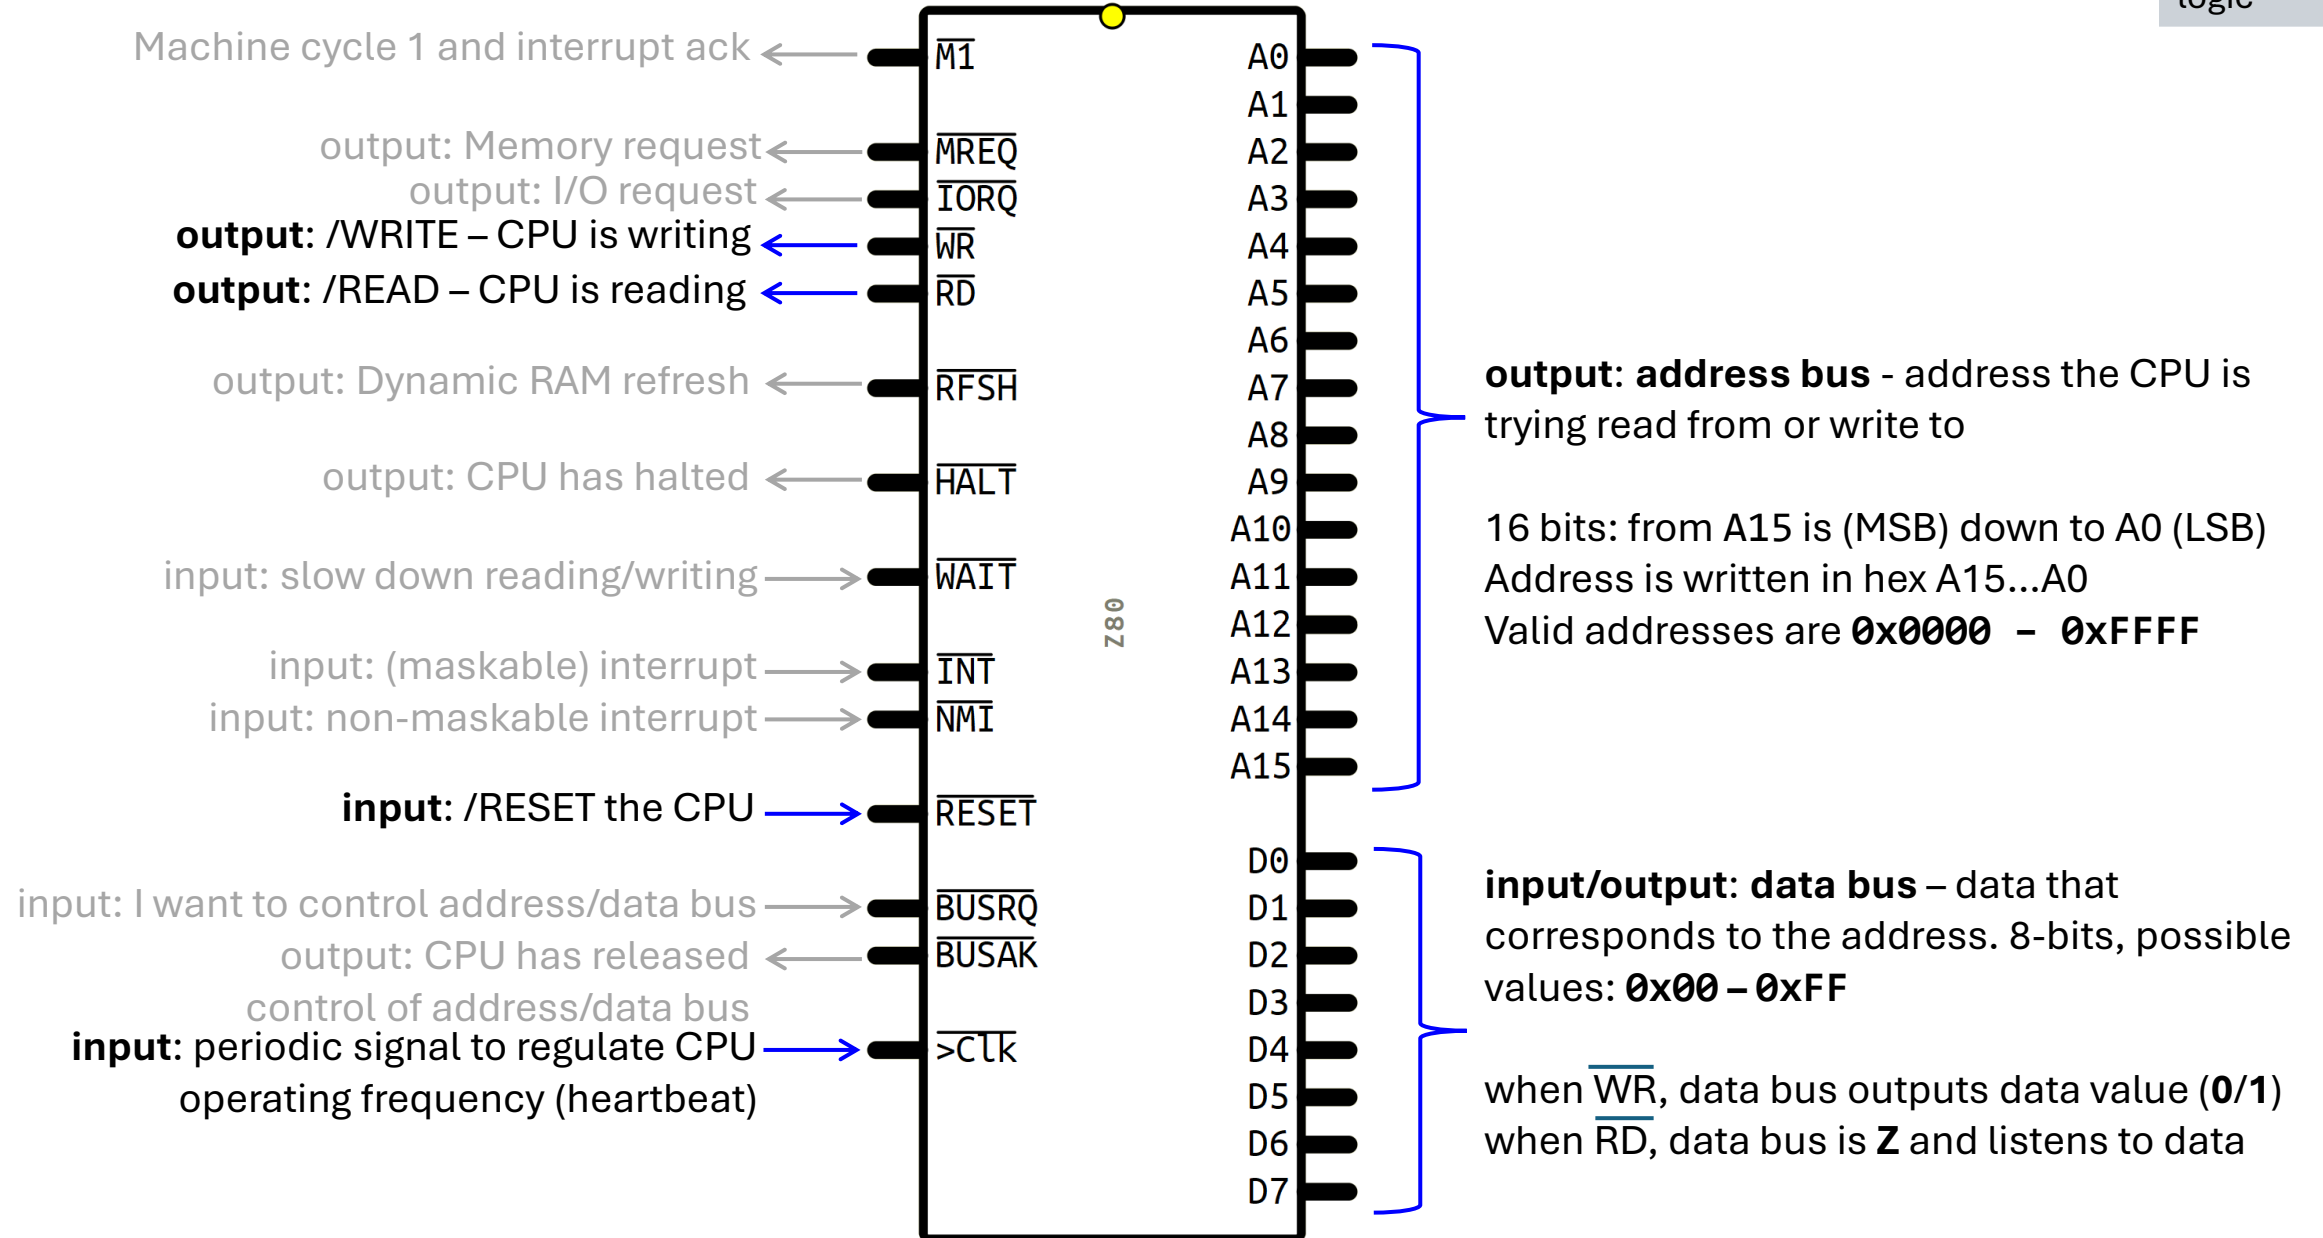 logic
Machine cycle 1 and interrupt ack
output: Memory request
output: I/O request
output: /WRITE – CPU is writing
output: /READ – CPU is reading
output: Dynamic RAM refresh
output: CPU has halted
input: slow down reading/writing
input: (maskable) interrupt
input: non-maskable interrupt
input: /RESET the CPU
input: I want to control address/data bus
output: CPU has released
control of address/data bus
input: periodic signal to regulate CPU
operating frequency (heartbeat)
M1
MREQ
IORQ
WR
RD
RFSH
HALT
WAIT
INT
NMI
RESET
BUSRQ
BUSAK
>Clk
Z80
A0
A1
A2
A3
A4
A5
A6
A7
A8
A9
A10
A11
A12
A13
A14
A15
D0
D1
D2
D3
D4
D5
D6
D7
output: address bus - address the CPU is
trying read from or write to
16 bits: from A15 is (MSB) down to A0 (LSB)
Address is written in hex A15...A0
Valid addresses are 0x0000 - 0xFFFF
input/output: data bus – data that
corresponds to the address. 8-bits, possible
values: 0x00 – 0xFF
when WR, data bus outputs data value (0/1)
when RD, data bus is Z and listens to data